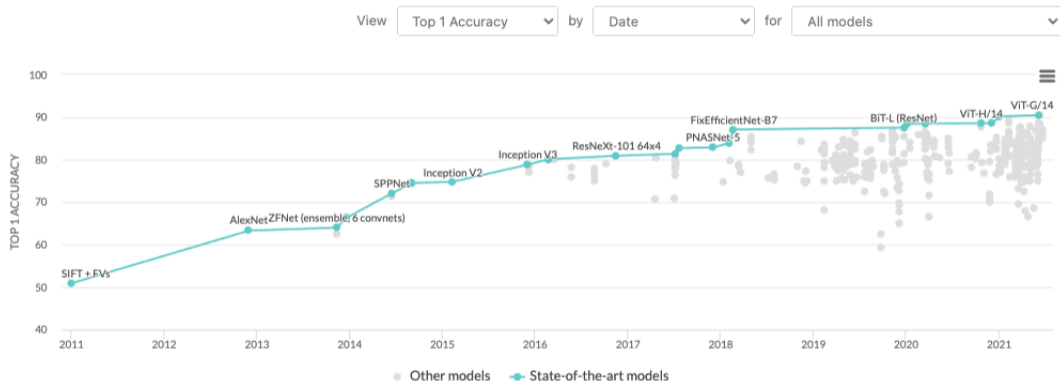 View Top 1 Accuracy by Date for All models
100
90
80
70
60
50
40
TOP 1 ACCURACY
SIFT + FVs
AlexNet
ZFNet (ensemble, 6 convnets)
SPPNet
Inception V2
Inception V3
ResNeXt-101 64x4
PNASNet-5
FixEfficientNet-B7
BiT-L (ResNet)
ViT-H/14
ViT-G/14
2011 2012 2013 2014 2015 2016 2017 2018 2019 2020 2021
Other models State-of-the-art models